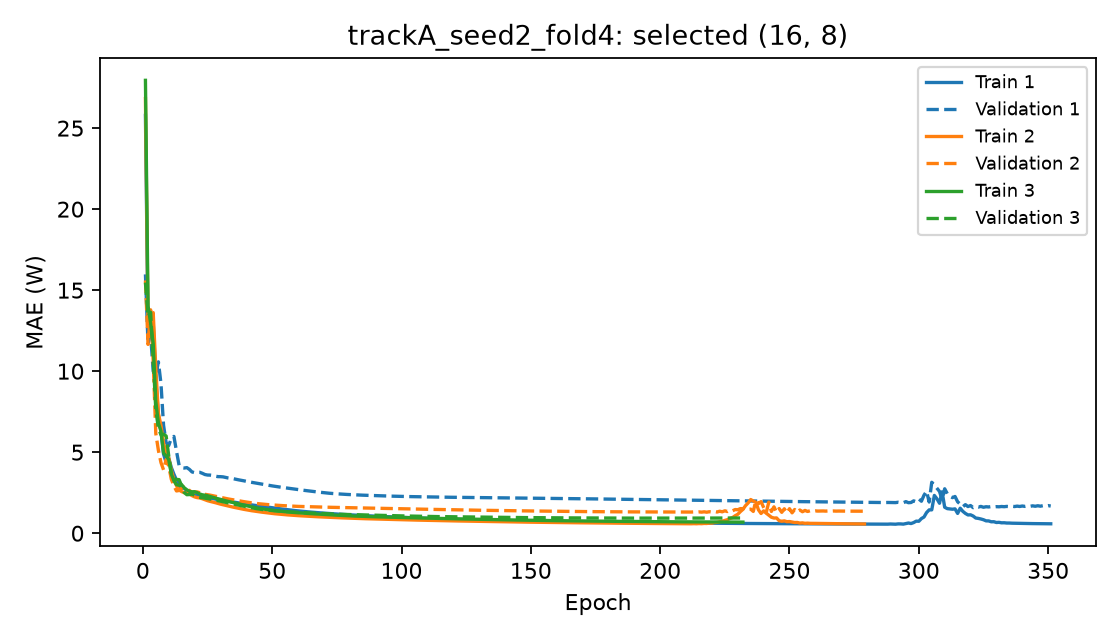 trackA_seed2_fold4: selected (16, 8)
Train 1
Validation 1
Train 2
Validation 2
Train 3
Validation 3
MAE (W)
25
20
15
10
5
0
0 50 100 150 200 250 300 350
Epoch